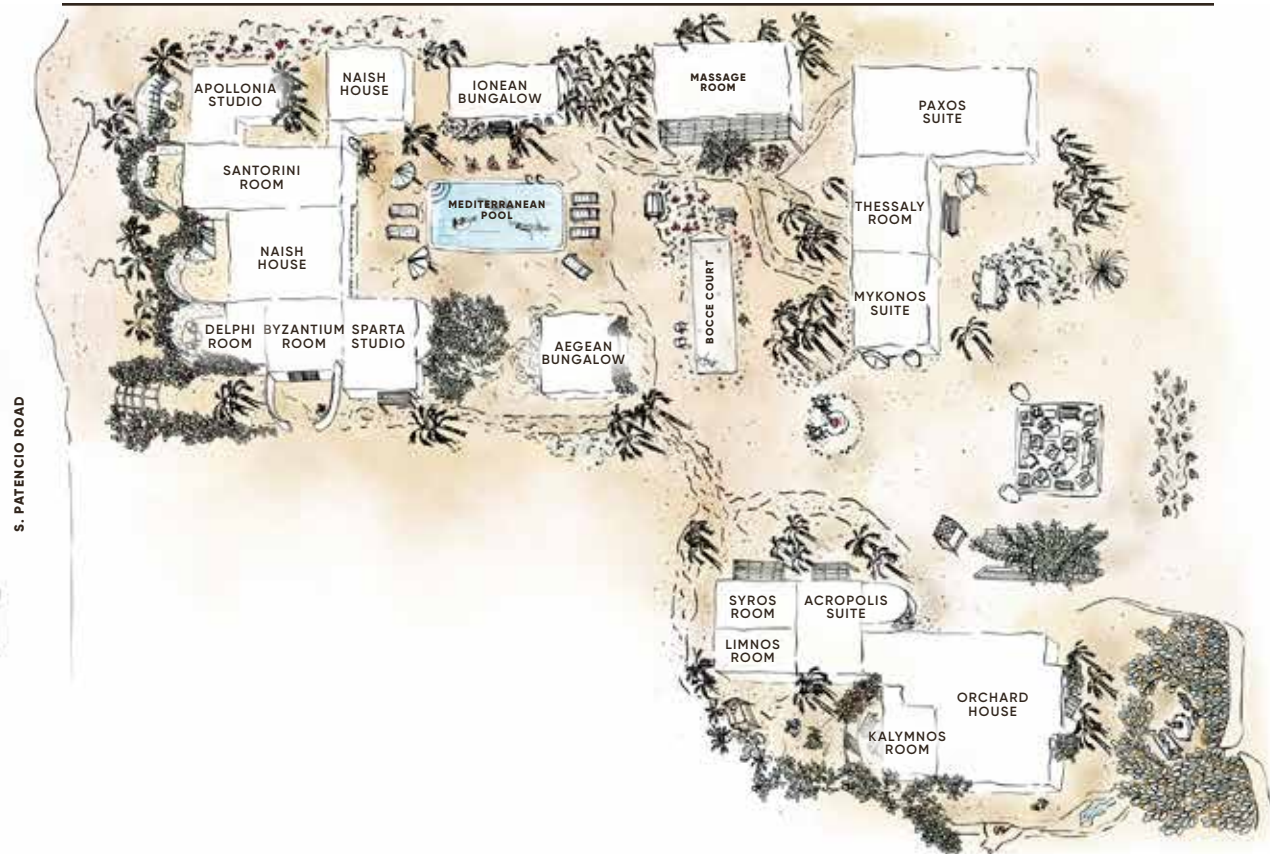 APOLLONIA
STUDIO
NAISH
HOUSE
IONEAN
BUNGALOW
MASSAGE
ROOM
PAXOS
SUITE
SANTORINI
ROOM
MEDITERRANEAN
POOL
THESSALY
ROOM
NAISH
HOUSE
BOCCE COURT
MYKONOS
SUITE
DELPHI
ROOM
BYZANTIUM
ROOM
SPARTA
STUDIO
AEGEAN
BUNGALOW
S. PATENCIO ROAD
SYROS
ROOM
ACROPOLIS
SUITE
LIMNOS
ROOM
ORCHARD
HOUSE
KALYMNOS
ROOM